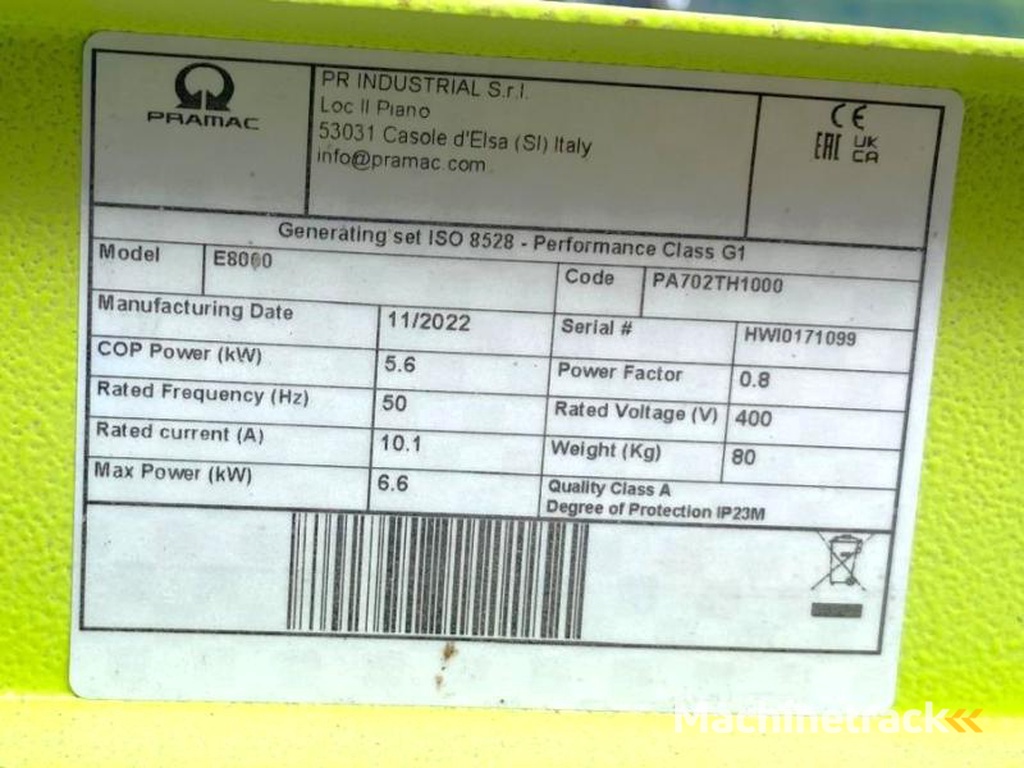 PRAMAC
PR INDUSTRIAL S.r.l.
Loc Il Piano
53031 Casole d'Elsa (SI) Italy
info@pramac.com
CE
EAC UK
CA
Generating set ISO 8528 - Performance Class G1
Model E8000 Code PA702TH1000
Manufacturing Date 11/2022 Serial # HWI0171099
COP Power (kW) 5.6 Power Factor 0.8
Rated Frequency (Hz) 50 Rated Voltage (V) 400
Rated current (A) 10.1 Weight (Kg) 80
Max Power (kW) 6.6 Quality Class A
Degree of Protection IP23M
Machinetrack